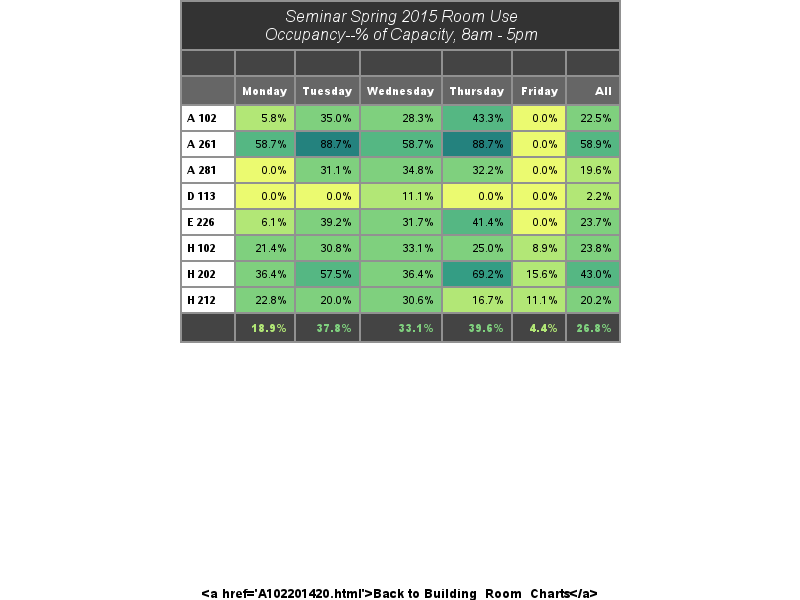 Seminar Spring 2015 Room Use
Occupancy--% of Capacity, 8am - 5pm
Monday Tuesday Wednesday Thursday Friday All
A 102 5.8% 35.0% 28.3% 43.3% 0.0% 22.5%
A 261 58.7% 88.7% 58.7% 88.7% 0.0% 58.9%
A 281 0.0% 31.1% 34.8% 32.2% 0.0% 19.6%
D 113 0.0% 0.0% 11.1% 0.0% 0.0% 2.2%
E 226 6.1% 39.2% 31.7% 41.4% 0.0% 23.7%
H 102 21.4% 30.8% 33.1% 25.0% 8.9% 23.8%
H 202 36.4% 57.5% 36.4% 69.2% 15.6% 43.0%
H 212 22.8% 20.0% 30.6% 16.7% 11.1% 20.2%
18.9% 37.8% 33.1% 39.6% 4.4% 26.8%
<a href='A102201420.html'>Back to Building_Room_Charts</a>